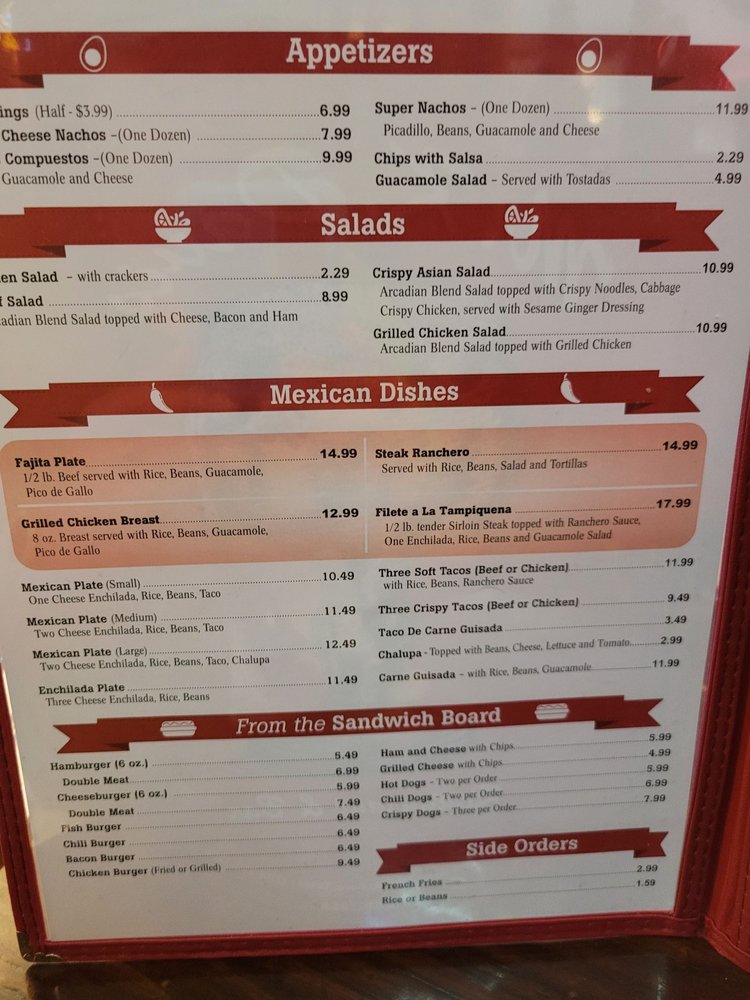 Appetizers
ings (Half - $3.99) 6.99
Cheese Nachos -(One Dozen) 7.99
Compuestos -(One Dozen) 9.99
Guacamole and Cheese
Super Nachos - (One Dozen) 11.99
Picadillo, Beans, Guacamole and Cheese
Chips with Salsa 2.29
Guacamole Salad - Served with Tostadas 4.99
Salads
en Salad - with crackers 2.29
f Salad 8.99
adian Blend Salad topped with Cheese, Bacon and Ham
Crispy Asian Salad 10.99
Arcadian Blend Salad topped with Crispy Noodles, Cabbage
Crispy Chicken, served with Sesame Ginger Dressing
Grilled Chicken Salad 10.99
Arcadian Blend Salad topped with Grilled Chicken
Mexican Dishes
Fajita Plate 14.99
1/2 lb. Beef served with Rice, Beans, Guacamole,
Pico de Gallo
Grilled Chicken Breast 12.99
8 oz. Breast served with Rice, Beans, Guacamole,
Pico de Gallo
Steak Ranchero 14.99
Served with Rice, Beans, Salad and Tortillas
Filete a La Tampiquena 17.99
1/2 lb. tender Sirloin Steak topped with Ranchero Sauce,
One Enchilada, Rice, Beans and Guacamole Salad
Mexican Plate (Small) 10.49
One Cheese Enchilada, Rice, Beans, Taco
Mexican Plate (Medium) 11.49
Two Cheese Enchilada, Rice, Beans, Taco
Mexican Plate (Large) 12.49
Two Cheese Enchilada, Rice, Beans, Taco, Chalupa
Enchilada Plate 11.49
Three Cheese Enchilada, Rice, Beans
Three Soft Tacos (Beef or Chicken) 11.99
with Rice, Beans, Ranchero Sauce
Three Crispy Tacos (Beef or Chicken) 9.49
Taco De Carne Guisada 3.49
Chalupa - Topped with Beans, Cheese, Lettuce and Tomato 2.99
Carne Guisada - with Rice, Beans, Guacamole 11.99
From the Sandwich Board
Hamburger (6 oz.) 5.49
Double Meat 6.99
Cheeseburger (6 oz.) 5.99
Double Meat 7.49
Fish Burger 6.49
Chili Burger 6.49
Bacon Burger 6.49
Chicken Burger (Fried or Grilled) 9.49
Ham and Cheese with Chips 5.99
Grilled Cheese with Chips 4.99
Hot Dogs - Two per Order 5.99
Chili Dogs - Two per Order 6.99
Crispy Dogs - Three per Order 7.99
Side Orders
French Fries 2.99
Rice or Beans 1.59